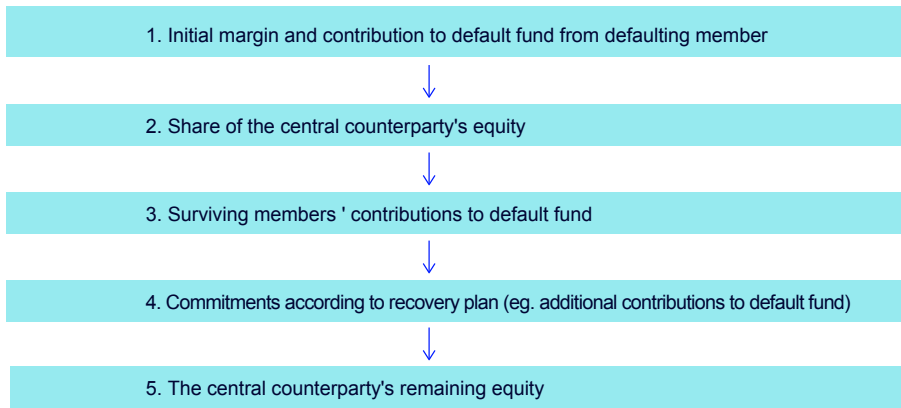 1. Initial margin and contribution to default fund from defaulting member
2. Share of the central counterparty's equity
3. Surviving members ' contributions to default fund
4. Commitments according to recovery plan (eg. additional contributions to default fund)
5. The central counterparty's remaining equity